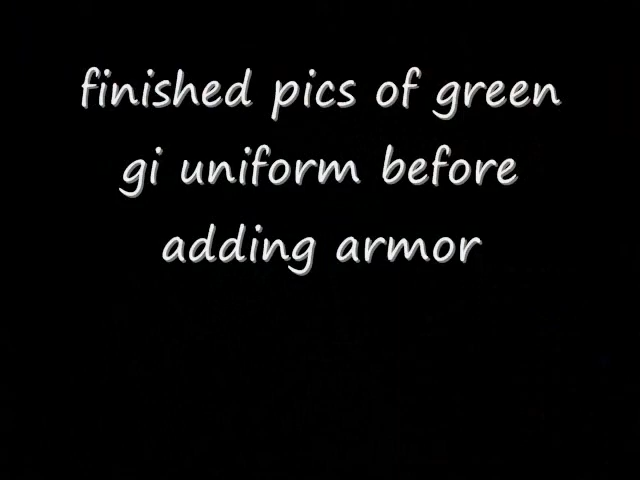 finished pics of green
gi uniform before
adding armor